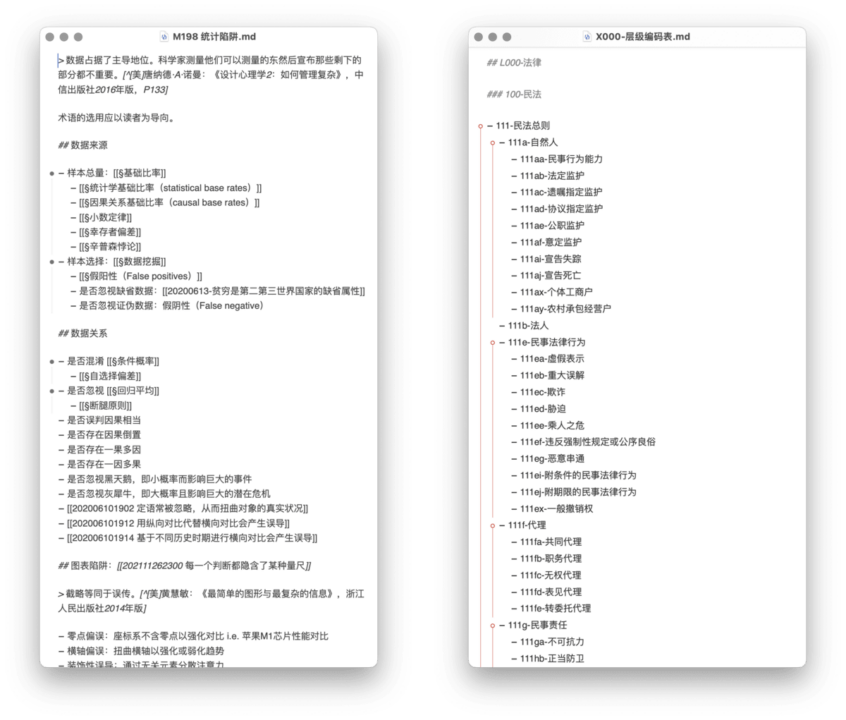 M198 统计陷阱.md
> 数据占据了主导地位。科学家测量他们可以测量的东然后宣布那些剩下的
部分都不重要。[^[美]唐纳德·A·诺曼：《设计心理学2：如何管理复杂》，中
信出版社2016年版，P133]
术语的选用应以读者为导向。
## 数据来源
– 样本总量：[[§基础比率]]
– [[§统计学基础比率（statistical base rates）]]
– [[§因果关系基础比率（causal base rates）]]
– [[§小数定律]]
– [[§幸存者偏差]]
– [[§辛普森悖论]]
– 样本选择：[[§数据挖掘]]
– [[§假阳性（False positives）]]
– 是否忽视缺省数据：[[20200613-贫穷是第二第三世界国家的缺省属性]]
– 是否忽视证伪数据：假阴性（False negative）
## 数据关系
– 是否混淆 [[§条件概率]]
– [[§自选择偏差]]
– 是否忽视 [[§回归平均]]
– [[§断腿原则]]
– 是否误判因果相当
– 是否存在因果倒置
– 是否存在一果多因
– 是否存在一因多果
– 是否忽视黑天鹅，即小概率而影响巨大的事件
– 是否忽视灰犀牛，即大概率且影响巨大的潜在危机
– [[202006101902 定语常被忽略，从而扭曲对象的真实状况]]
– [[202006101912 用纵向对比代替横向对比会产生误导]]
– [[202006101914 基于不同历史时期进行横向对比会产生误导]]
## 图表陷阱：[[202111262300 每一个判断都隐含了某种量尺]]
> 截略等同于误传。[^[美]黄慧敏：《最简单的图形与最复杂的信息》，浙江
人民出版社2014年版]
– 零点偏误：座标系不含零点以强化对比 i.e. 苹果M1芯片性能对比
– 横轴偏误：扭曲横轴以强化或弱化趋势
– 装饰性误导：通过无关元素分散注意力
X000-层级编码表.md
## L000-法律
### 100-民法
– 111-民法总则
– 111a-自然人
– 111aa-民事行为能力
– 111ab-法定监护
– 111ac-遗嘱指定监护
– 111ad-协议指定监护
– 111ae-公职监护
– 111af-意定监护
– 111ai-宣告失踪
– 111aj-宣告死亡
– 111ax-个体工商户
– 111ay-农村承包经营户
– 111b-法人
– 111e-民事法律行为
– 111ea-虚假表示
– 111eb-重大误解
– 111ec-欺诈
– 111ed-胁迫
– 111ee-乘人之危
– 111ef-违反强制性规定或公序良俗
– 111eg-恶意串通
– 111ei-附条件的民事法律行为
– 111ej-附期限的民事法律行为
– 111ex-一般撤销权
– 111f-代理
– 111fa-共同代理
– 111fb-职务代理
– 111fc-无权代理
– 111fd-表见代理
– 111fe-转委托代理
– 111g-民事责任
– 111ga-不可抗力
– 111hb-正当防卫